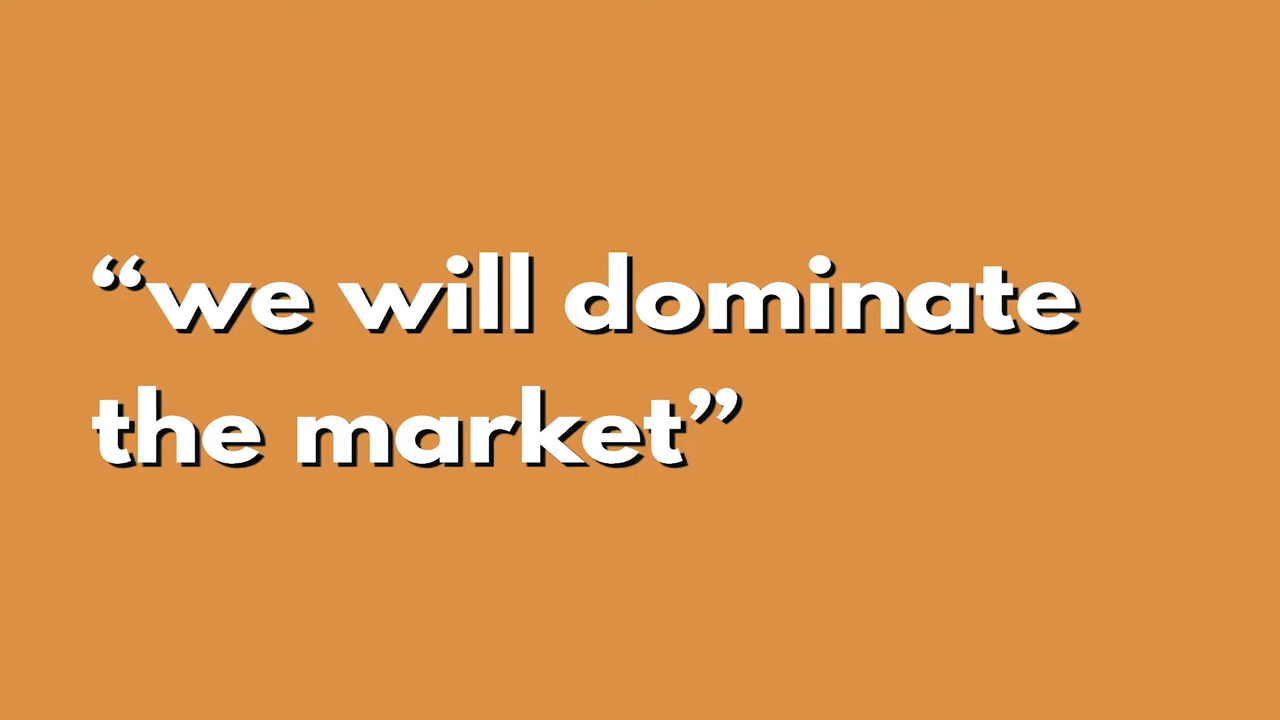 “we will dominate
the market”